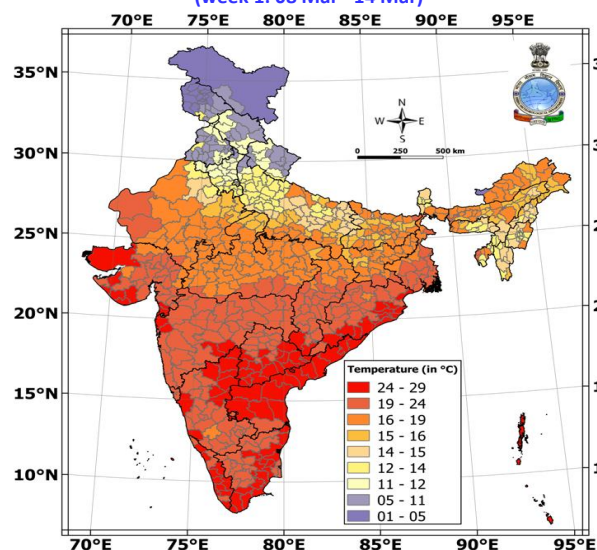 (week 1: 08 Mar - 14 Mar)
70°E 75°E 80°E 85°E 90°E 95°E
35°N
30°N
25°N
20°N
15°N
10°N
N
W E
S
0 250 500 km
Temperature (in °C)
24 - 29
19 - 24
16 - 19
15 - 16
14 - 15
12 - 14
11 - 12
05 - 11
01 - 05
70°E 75°E 80°E 85°E 90°E 95°E